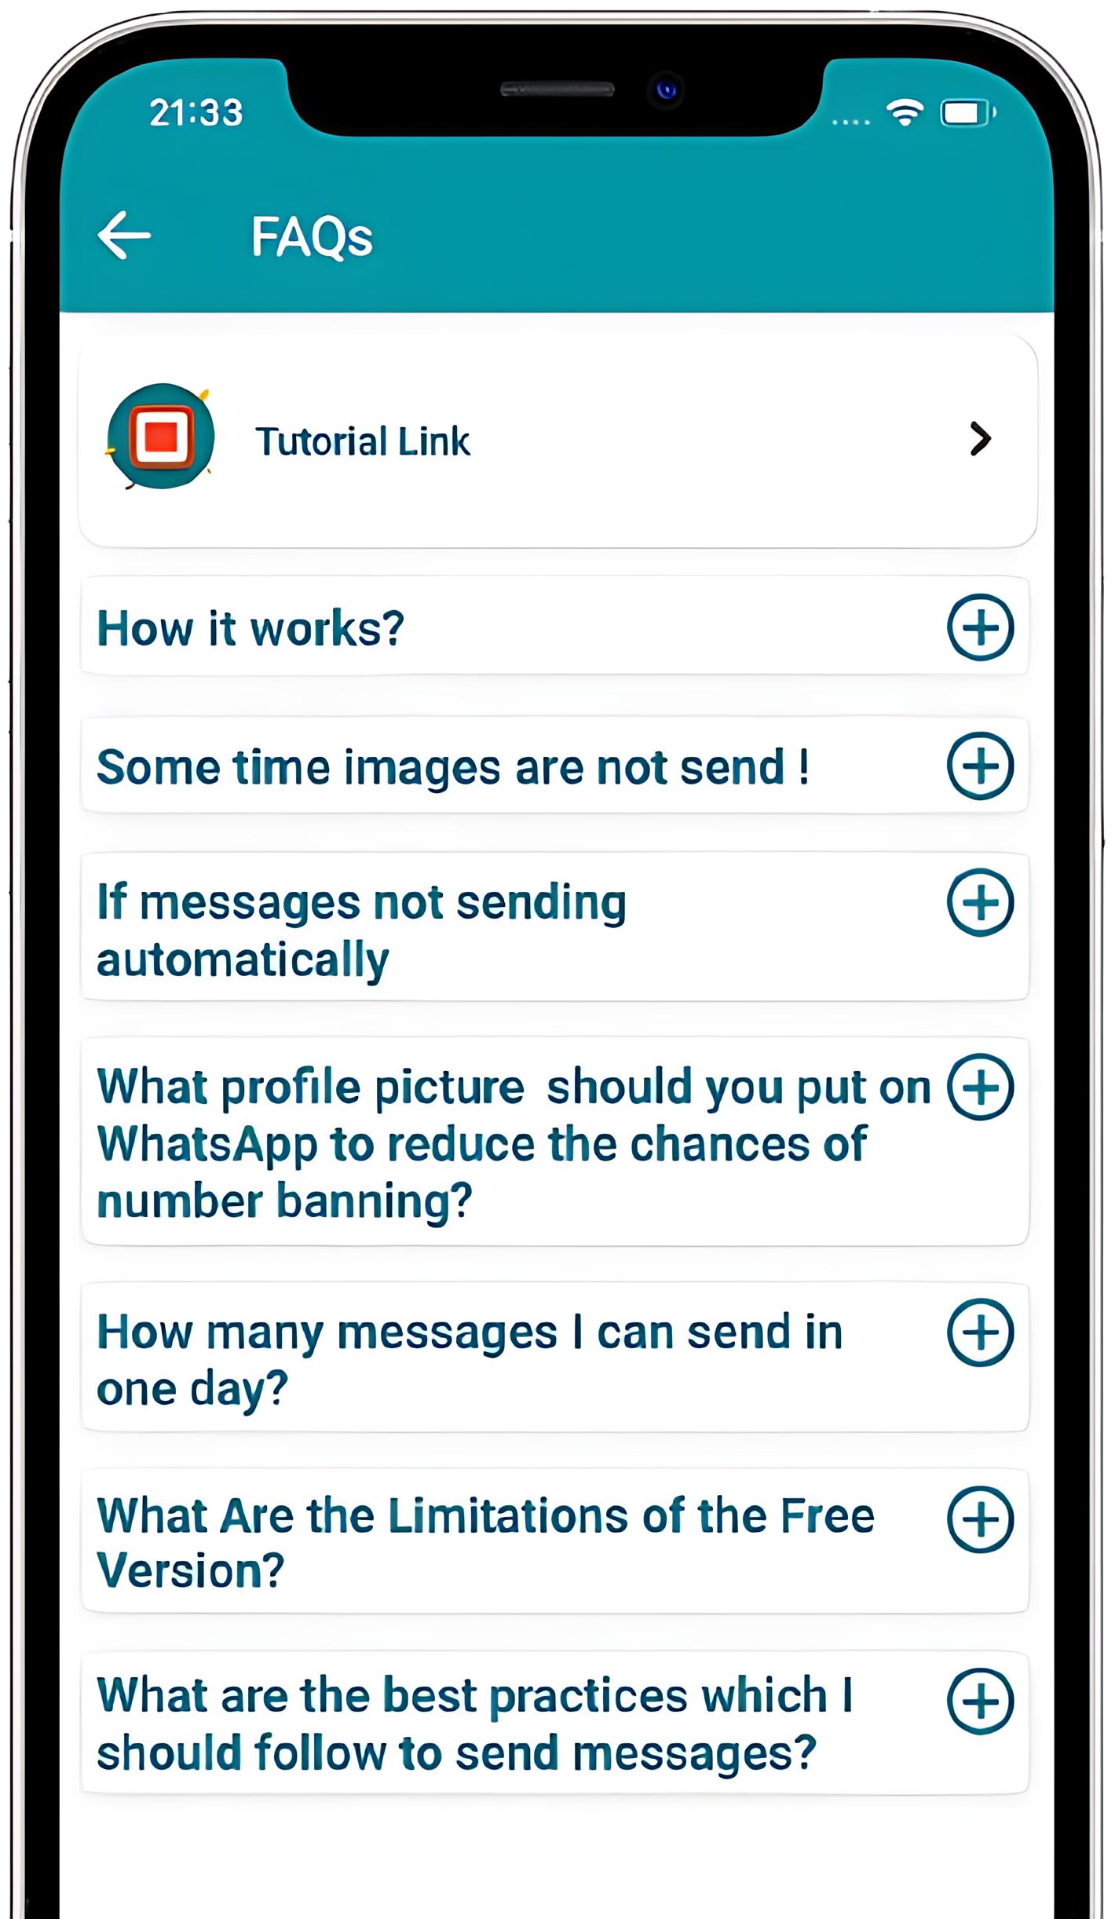 21:33
FAQs
Tutorial Link
How it works?
Some time images are not send !
If messages not sending
automatically
What profile picture  should you put on
WhatsApp to reduce the chances of
number banning?
How many messages I can send in
one day?
What Are the Limitations of the Free
Version?
What are the best practices which I
should follow to send messages?